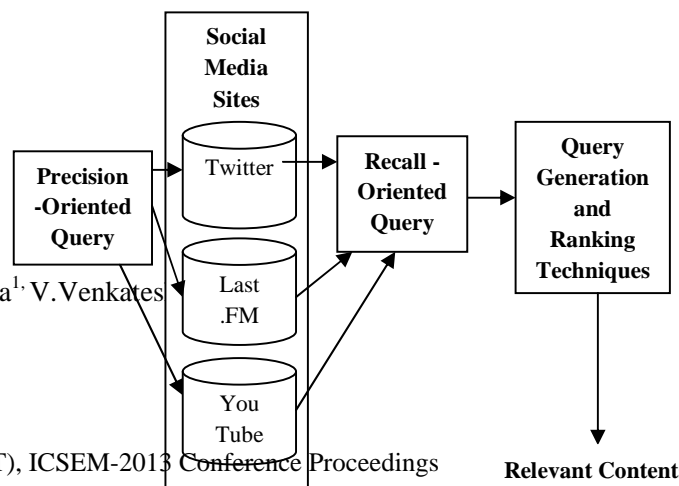 Social
Media
Sites
Twitter
Precision
-Oriented
Query
Recall -
Oriented
Query
Query
Generation
and
Ranking
Techniques
Last
.FM
a1, V.Venkates
You
Tube
T), ICSEM-2013 Conference Proceedings
Relevant Content